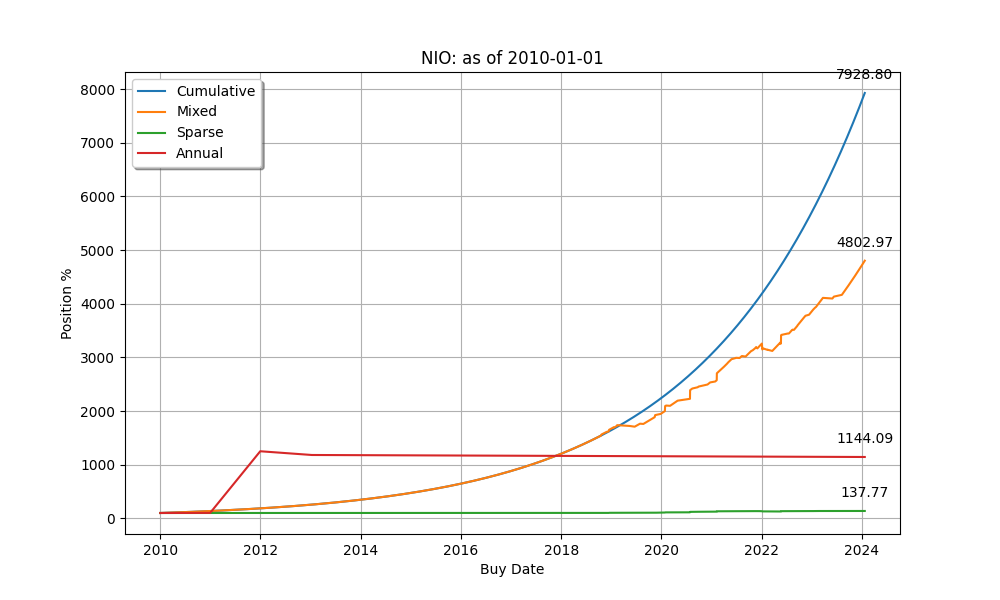 NIO: as of 2010-01-01
7928.80
8000
Cumulative
Mixed
Sparse
Annual
7000
6000
5000
4802.97
4000
3000
2000
1144.09
1000
137.77
0
Position %
2010 2012 2014 2016 2018 2020 2022 2024
Buy Date